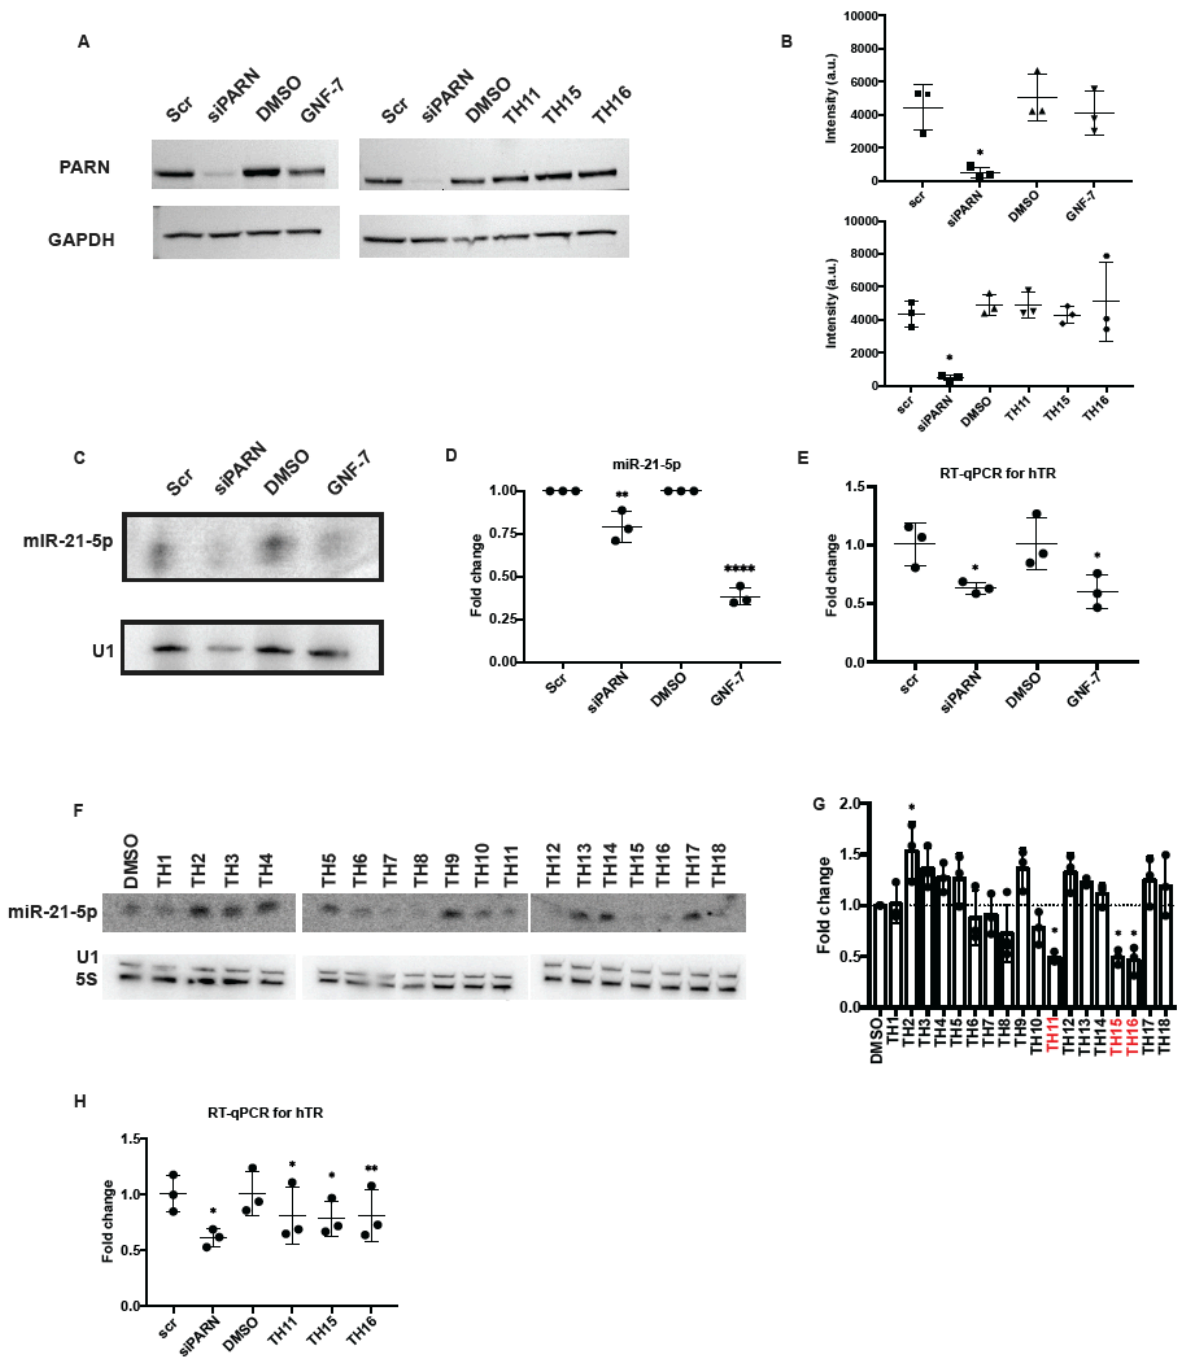 A
Scr siPARN DMSO GNF-7
Scr siPARN DMSO TH11 TH15 TH16
PARN
GAPDH
B
Intensity (a.u.)
10000
8000
6000
4000
2000
0
*
scr siPARN DMSO GNF-7
Intensity (a.u.)
10000
8000
6000
4000
2000
0
*
scr siPARN DMSO TH11 TH15 TH16
C
Scr siPARN DMSO GNF-7
mIR-21-5p
U1
D
miR-21-5p
Fold change
1.00
0.75
0.50
0.25
0.00
** ****
Scr siPARN DMSO GNF-7
E
RT-qPCR for hTR
Fold change
1.5
1.0
0.5
0.0
* *
scr siPARN DMSO GNF-7
F
DMSO TH1 TH2 TH3 TH4 TH5 TH6 TH7 TH8 TH9 TH10 TH11 TH12 TH13 TH14 TH15 TH16 TH17 TH18
miR-21-5p
U1
5S
G
Fold change
2.0
1.5
1.0
0.5
0.0
* * * *
DMSO TH1 TH2 TH3 TH4 TH5 TH6 TH7 TH8 TH9 TH10 TH11 TH12 TH13 TH14 TH15 TH16 TH17 TH18
H
RT-qPCR for hTR
Fold change
1.5
1.0
0.5
0.0
* * * **
scr siPARN DMSO TH11 TH15 TH16